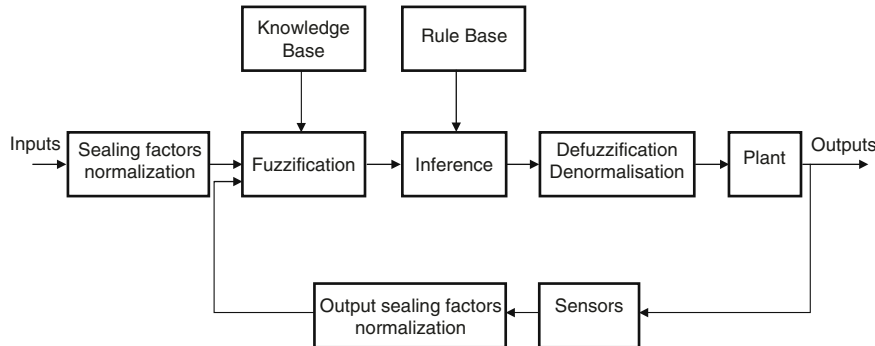 Knowledge
Base
Rule Base
Inputs
Sealing factors
normalization
Fuzzification
Inference
Defuzzification
Denormalisation
Plant
Outputs
Output sealing factors
normalization
Sensors